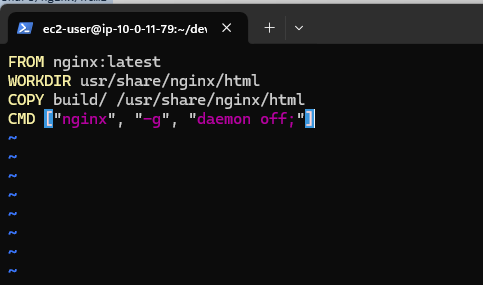 ec2-user@ip-10-0-11-79:~/dev
FROM nginx:latest
WORKDIR usr/share/nginx/html
COPY build/ /usr/share/nginx/html
CMD ["nginx", "-g", "daemon off;"]
~
~
~
~
~
~
~
~